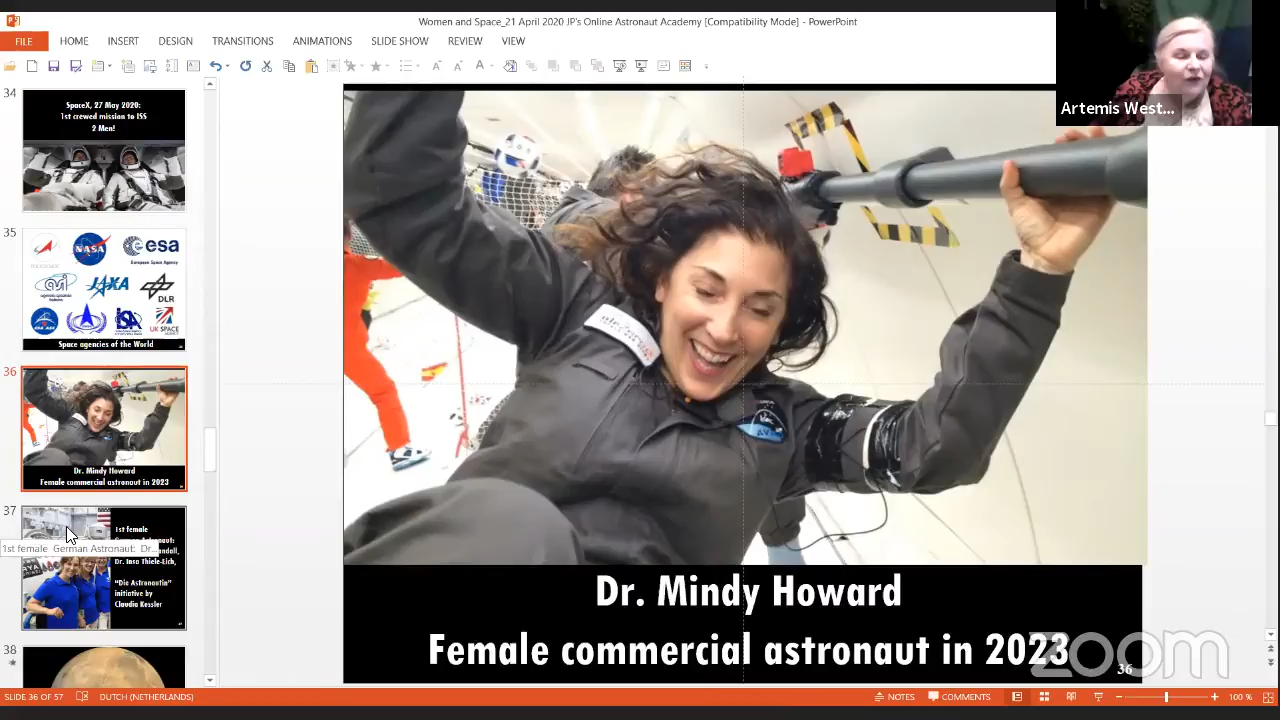 Women and Space_21 April 2020 JP's Online Astronaut Academy [Compatibility Mode] - PowerPoint
FILE HOME INSERT DESIGN TRANSITIONS ANIMATIONS SLIDE SHOW REVIEW VIEW
Artemis West...
34
SpaceX, 27 May 2020:
1st crewed mission to ISS
2 Men!
35
NASA
esa
European Space Agency
JAXA
DLR
ISA
UK SPACE
AGENCY
Space agencies of the World
36
Dr. Mindy Howard
Female commercial astronaut in 2023
37
1st female
1st female German Astronaut: Dr...
Dr. Insa Thiele-Eich,
"Die Astronautin"
initiative by
Claudia Kessler
38
Dr. Mindy Howard
Female commercial astronaut in 2023
36
zoom
SLIDE 36 OF 57 DUTCH (NETHERLANDS) NOTES COMMENTS 100 %